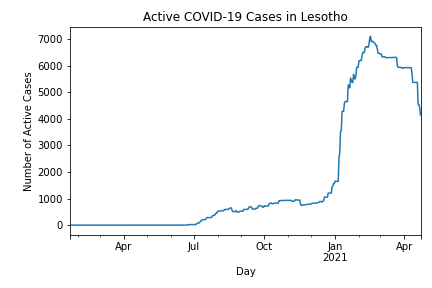 Active COVID-19 Cases in Lesotho
Number of Active Cases
7000
6000
5000
4000
3000
2000
1000
0
Apr Jul Oct Jan Apr
2021
Day